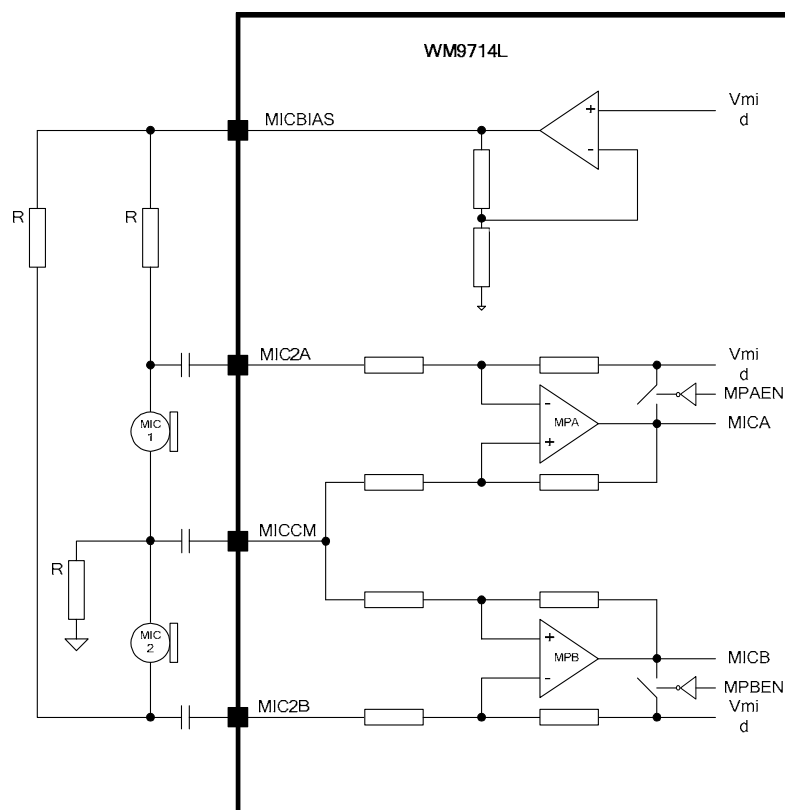 WM9714L
MICBIAS
+
Vmi
d
-
R
R
MIC2A
Vmi
d
MPAEN
-
MPA
+
MICA
MIC
1
MICCM
R
MIC
2
+
MPB
-
MICB
MPBEN
MIC2B
Vmi
d